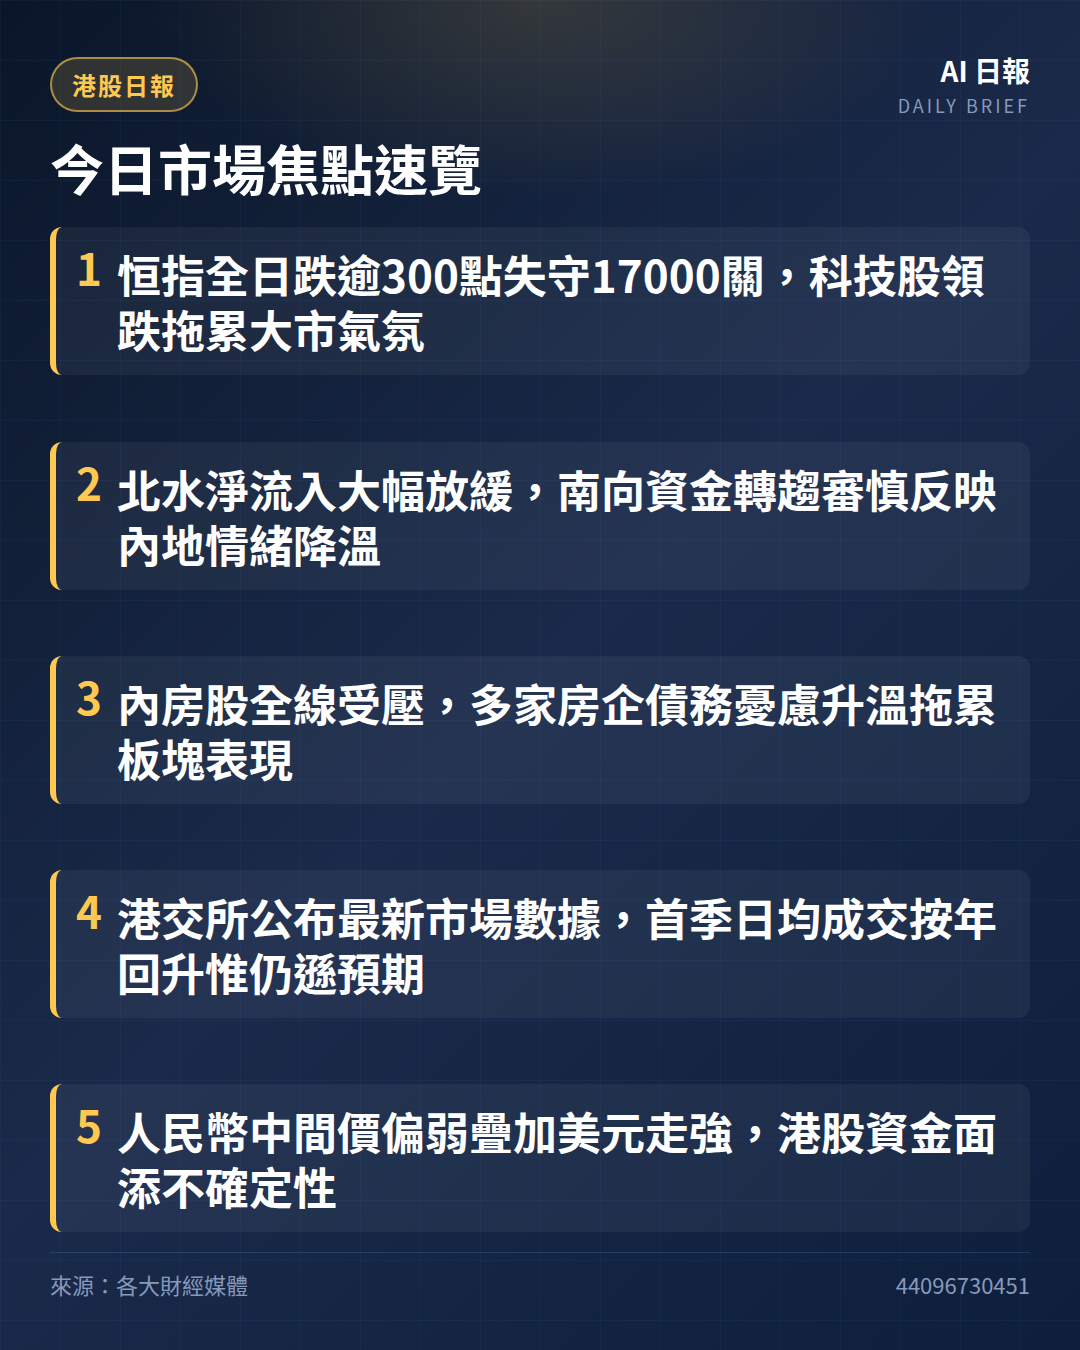 港股日報
AI 日報
DAILY BRIEF
今日市場焦點速覽
1 恒指全日跌逾300點失守17000關，科技股領
跌拖累大市氣氛
2 北水淨流入大幅放緩，南向資金轉趨審慎反映
內地情緒降溫
3 內房股全線受壓，多家房企債務憂慮升溫拖累
板塊表現
4 港交所公布最新市場數據，首季日均成交按年
回升惟仍遜預期
5 人民幣中間價偏弱疊加美元走強，港股資金面
添不確定性
來源：各大財經媒體
44096730451